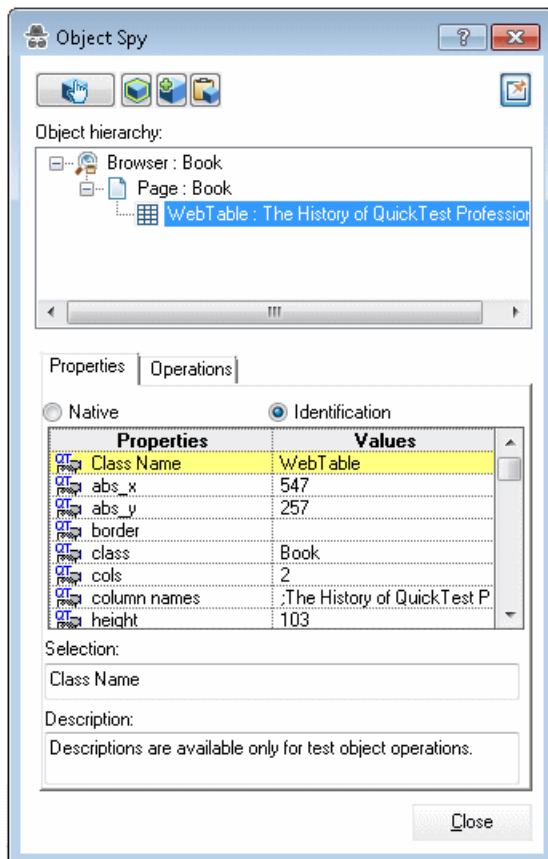 Object Spy
Object hierarchy:
Browser : Book
Page : Book
WebTable : The History of QuickTest Profession
Properties Operations
Native Identification
Properties Values
Class Name WebTable
abs_x 547
abs_y 257
border
class Book
cols 2
column names ;The History of QuickTest P
height 103
Selection:
Class Name
Description:
Descriptions are available only for test object operations.
Close